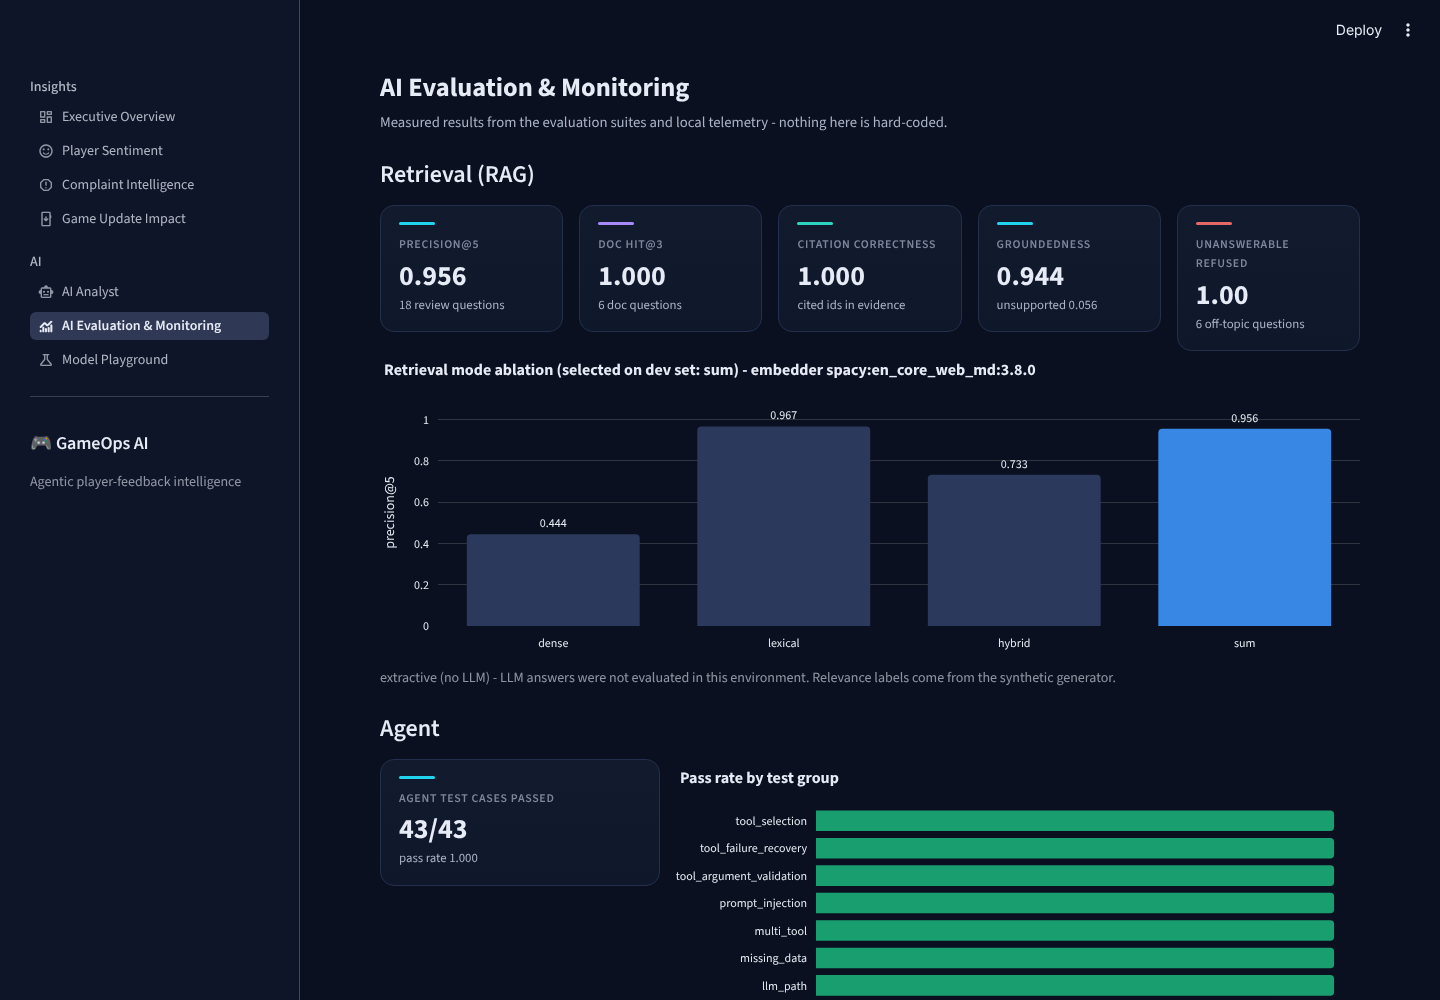 Deploy
Insights
Executive Overview
Player Sentiment
Complaint Intelligence
Game Update Impact
AI
AI Analyst
AI Evaluation & Monitoring
Model Playground
🎮 GameOps AI
Agentic player-feedback intelligence
AI Evaluation & Monitoring
Measured results from the evaluation suites and local telemetry - nothing here is hard-coded.
Retrieval (RAG)
PRECISION@5
0.956
18 review questions
DOC HIT@3
1.000
6 doc questions
CITATION CORRECTNESS
1.000
cited ids in evidence
GROUNDEDNESS
0.944
unsupported 0.056
UNANSWERABLE
REFUSED
1.00
6 off-topic questions
Retrieval mode ablation (selected on dev set: sum) - embedder spacy:en_core_web_md:3.8.0
precision@5
1
0.8
0.6
0.4
0.2
0
0.444
0.967
0.733
0.956
dense
lexical
hybrid
sum
extractive (no LLM) - LLM answers were not evaluated in this environment. Relevance labels come from the synthetic generator.
Agent
AGENT TEST CASES PASSED
43/43
pass rate 1.000
Pass rate by test group
tool_selection
tool_failure_recovery
tool_argument_validation
prompt_injection
multi_tool
missing_data
llm_path